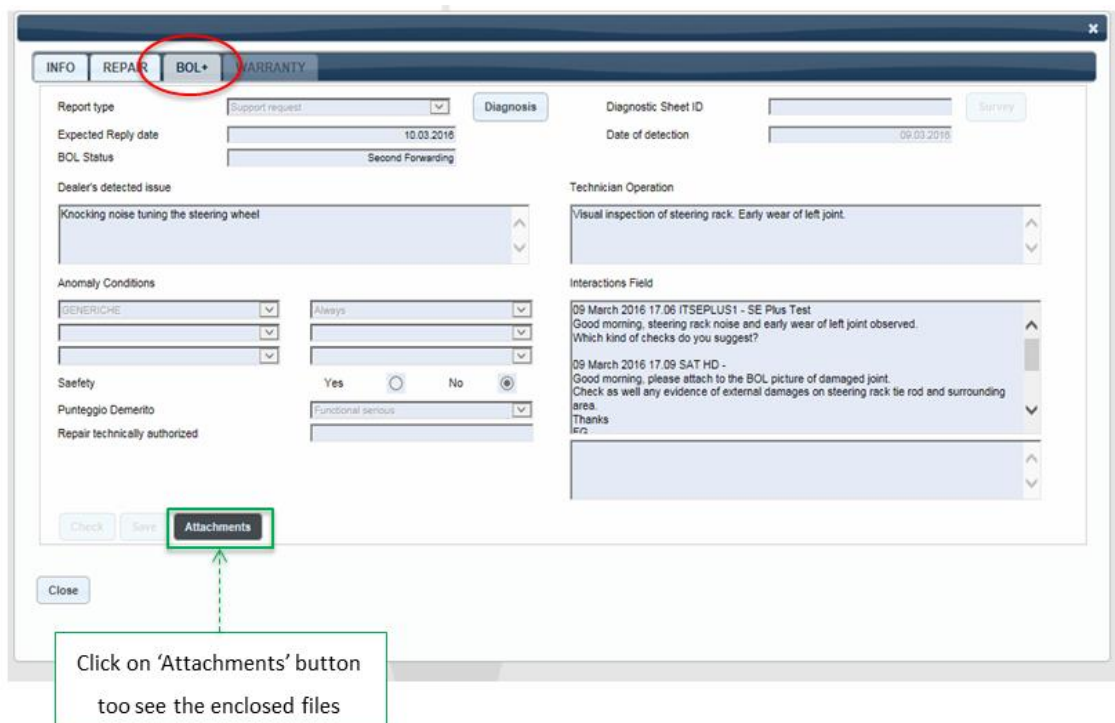 ×
INFO REPAIR BOL+ WARRANTY
Report type Support request Diagnosis Diagnostic Sheet ID Survey
Expected Reply date 10.03.2016 Date of detection 09.03.2016
BOL Status Second Forwarding
Dealer's detected issue Technician Operation
Knocking noise tuning the steering wheel Visual inspection of steering rack. Early wear of left joint.
Anomaly Conditions Interactions Field
GENERICHE Always 09 March 2016 17.06 ITSEPLUS1 - SE Plus Test
Good morning, steering rack noise and early wear of left joint observed.
Which kind of checks do you suggest?
09 March 2016 17.09 SAT HD -
Good morning, please attach to the BOL picture of damaged joint.
Check as well any evidence of external damages on steering rack tie rod and surrounding
area.
Thanks
Saefety Yes No
Punteggio Demerito Functional serious
Repair technically authorized
Check Save Attachments
Close
Click on ‘Attachments’ button
too see the enclosed files